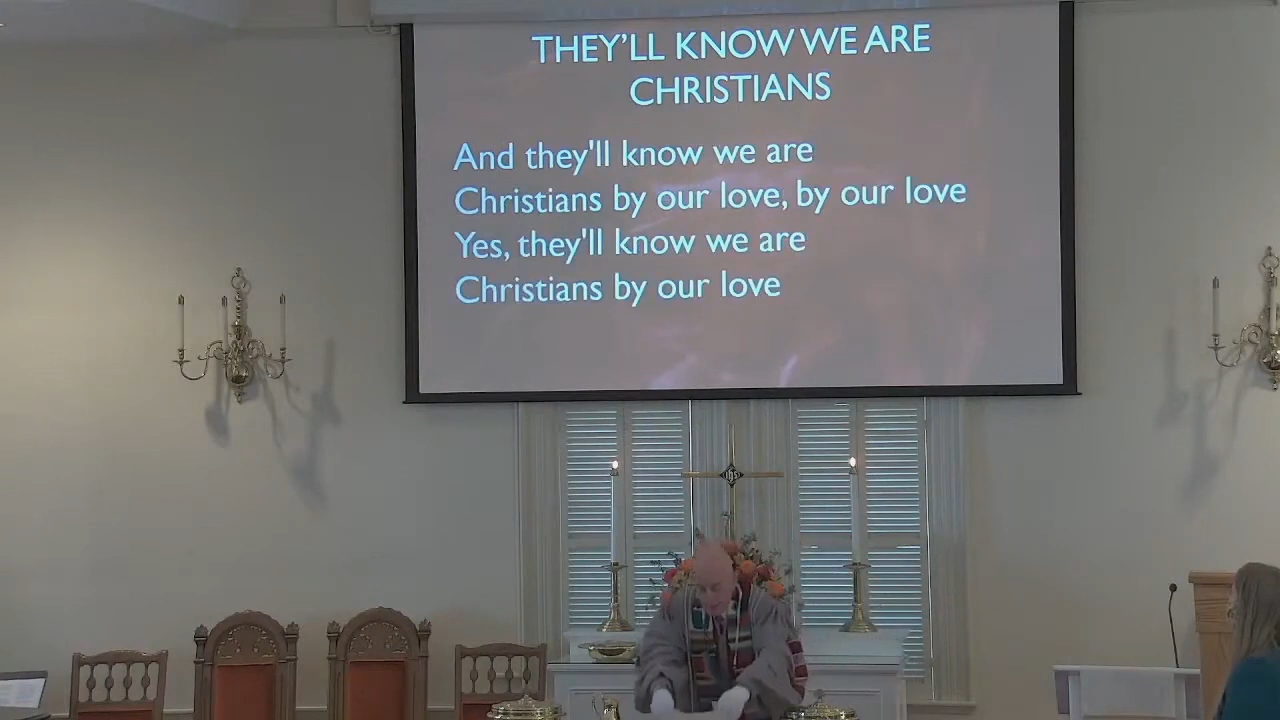 THEY'LL KNOW WE ARE
CHRISTIANS
And they'll know we are
Christians by our love, by our love
Yes, they'll know we are
Christians by our love
IHS